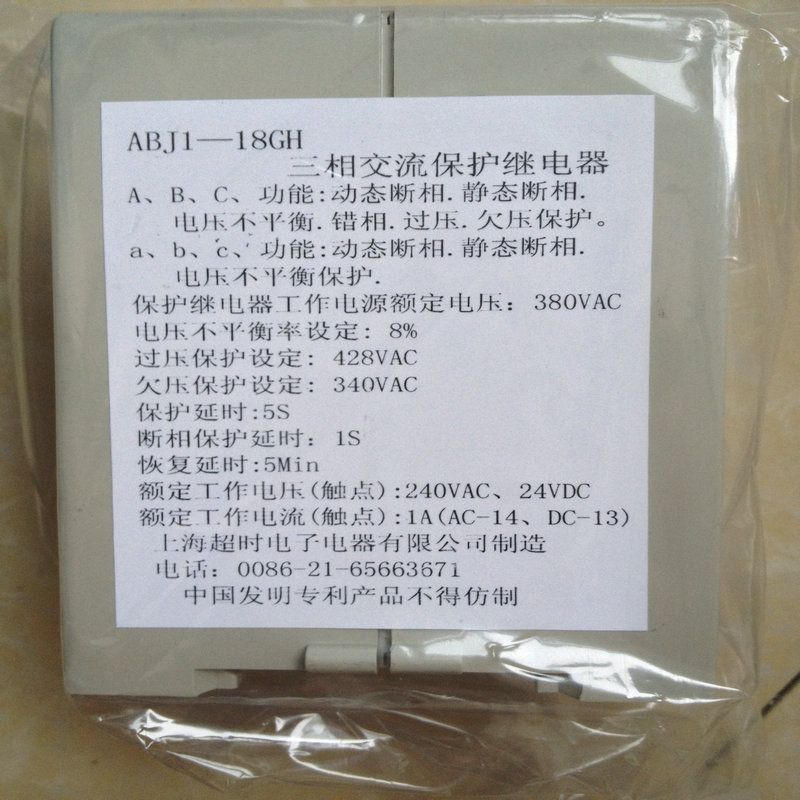 ABJ1—18GH
三相交流保护继电器
A、B、C、功能:动态断相.静态断相.
电压不平衡.错相.过压.欠压保护。
a、b、c、功能:动态断相.静态断相.
电压不平衡保护.
保护继电器工作电源额定电压：380VAC
电压不平衡率设定：8%
过压保护设定：428VAC
欠压保护设定：340VAC
保护延时:5S
断相保护延时：1S
恢复延时:5Min
额定工作电压(触点):240VAC、24VDC
额定工作电流(触点):1A(AC-14、DC-13)
上海超时电子电器有限公司制造
电话：0086-21-65663671
中国发明专利产品不得仿制